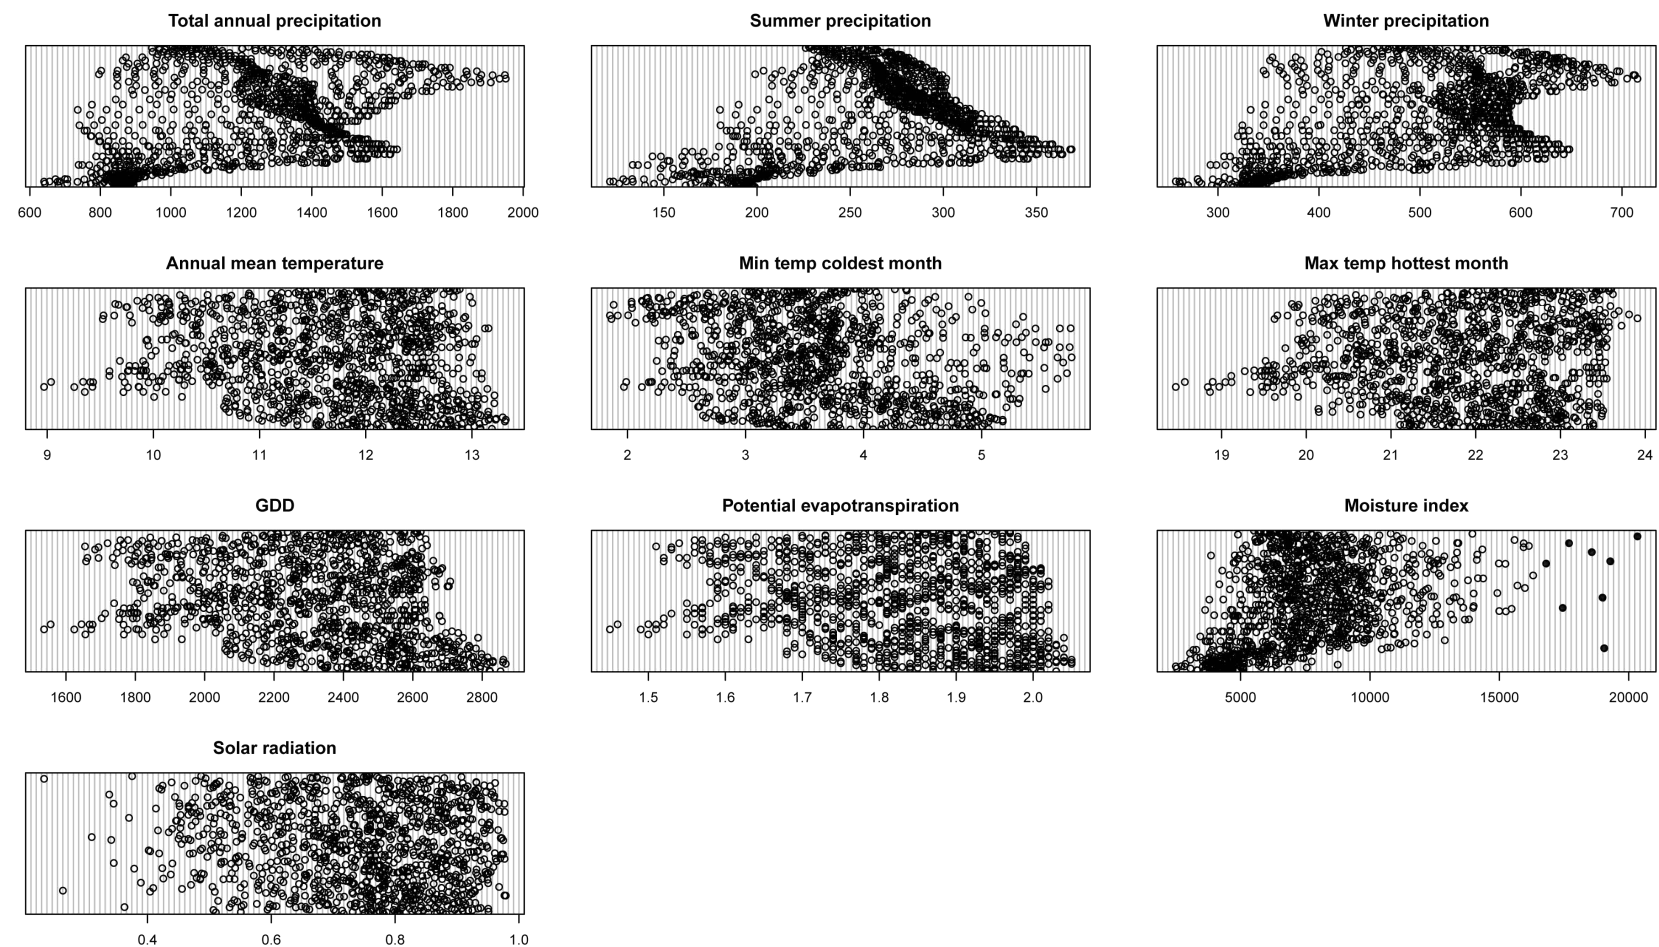 Total annual precipitation
600 800 1000 1200 1400 1600 1800 2000
Summer precipitation
150 200 250 300 350
Winter precipitation
300 400 500 600 700
Annual mean temperature
9 10 11 12 13
Min temp coldest month
2 3 4 5
Max temp hottest month
19 20 21 22 23 24
GDD
1600 1800 2000 2200 2400 2600 2800
Potential evapotranspiration
1.5 1.6 1.7 1.8 1.9 2.0
Moisture index
5000 10000 15000 20000
Solar radiation
0.4 0.6 0.8 1.0